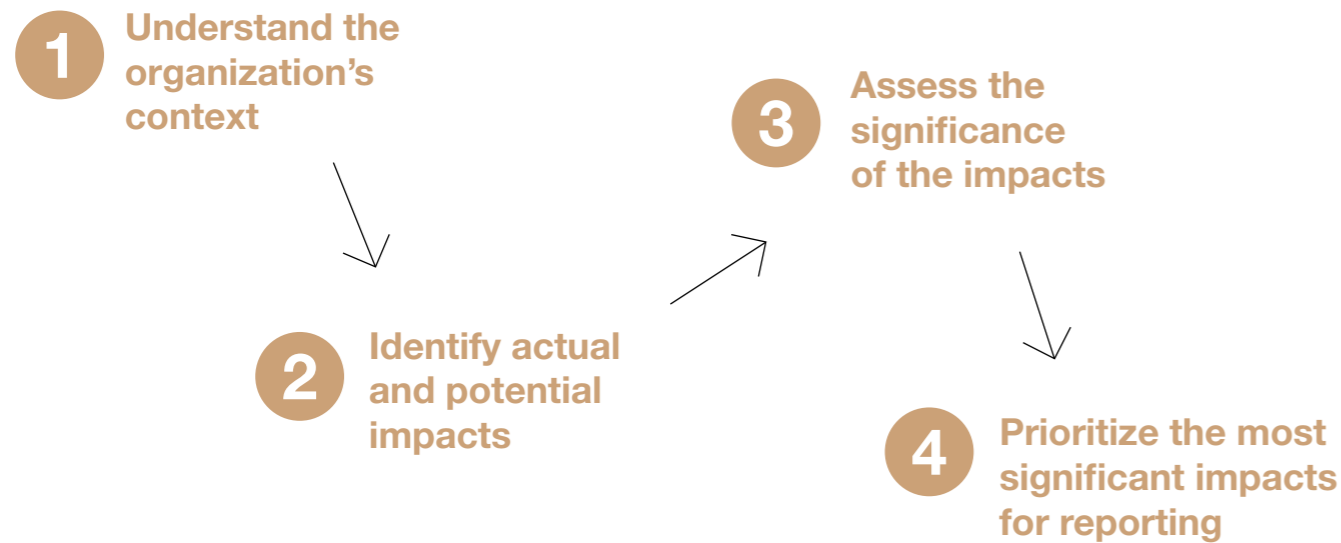 1
Understand the
organization’s
context
2
Identify actual
and potential
impacts
3
Assess the
significance
of the impacts
4
Prioritize the most
significant impacts
for reporting